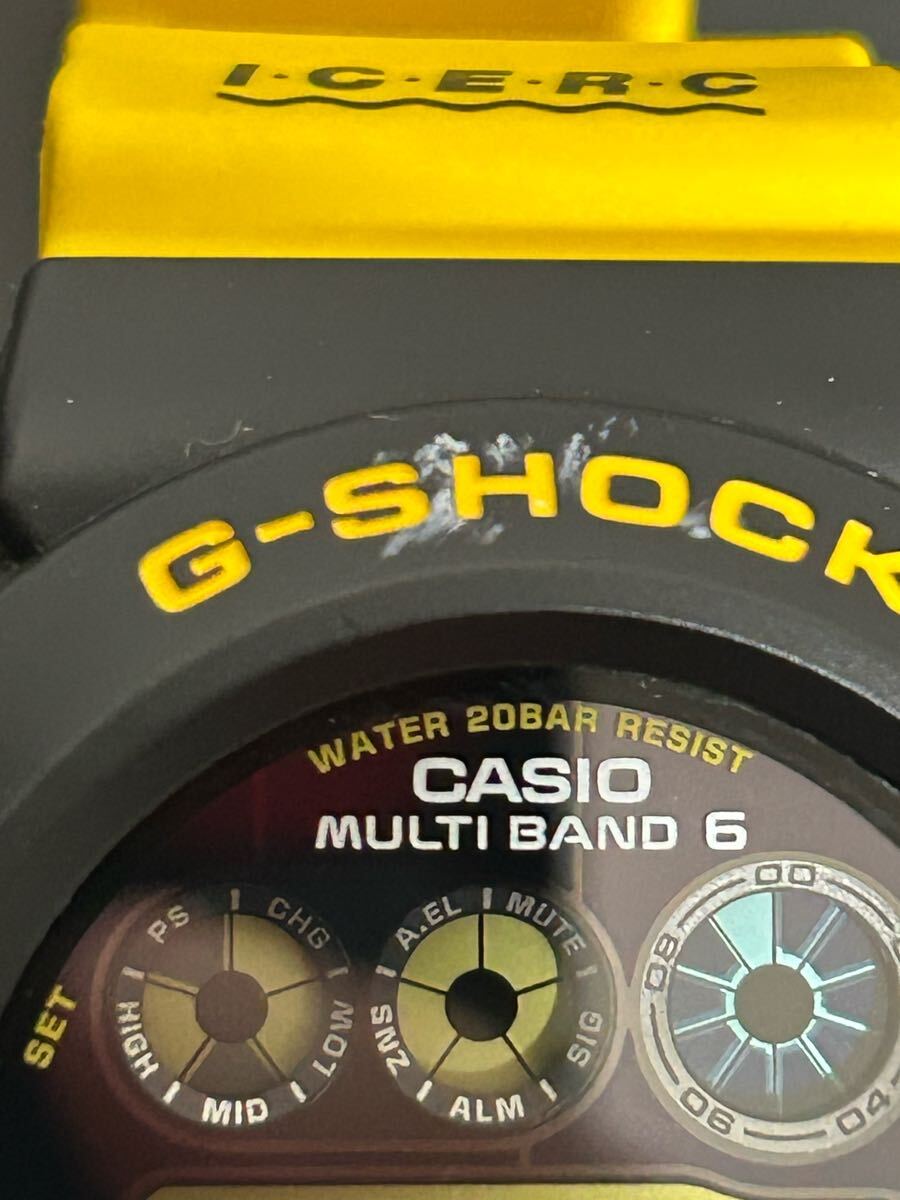 I·C·E·R·C
G-SHOCK
WATER 20BAR RESIST
CASIO
MULTI BAND 6
PS CHG
HIGH LOW
MID
A.EL MUTE
SNZ SIG
ALM
00
08
06 04
SET